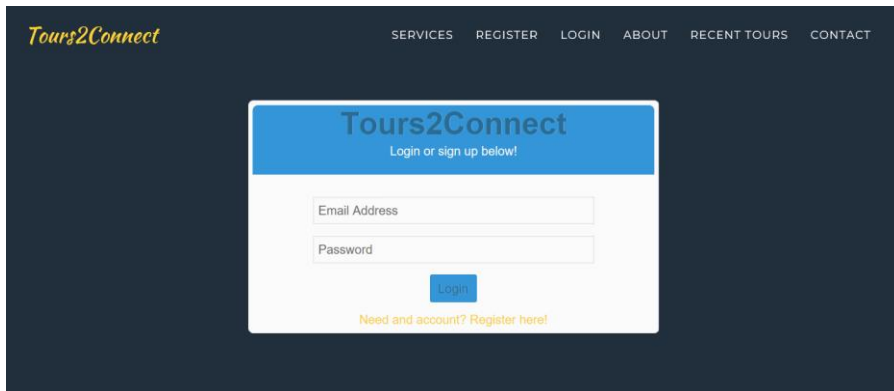 Tours2Connect
SERVICES REGISTER LOGIN ABOUT RECENT TOURS CONTACT
Tours2Connect
Login or sign up below!
Email Address
Password
Login
Need and account? Register here!